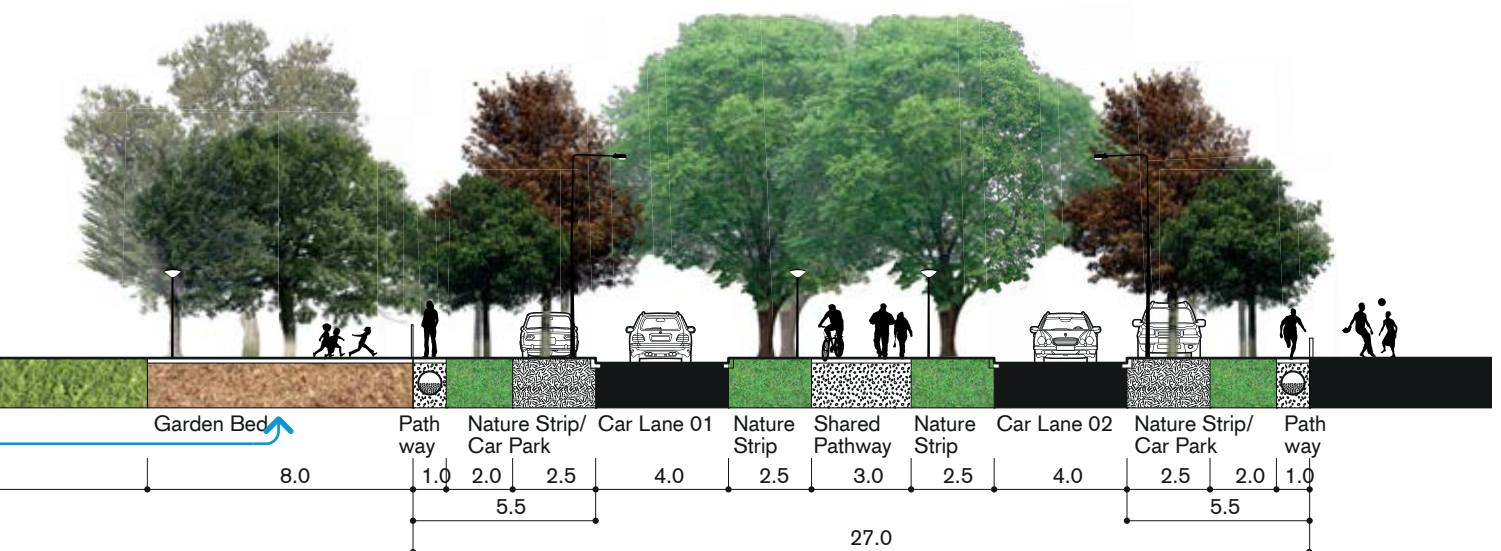 Garden Bed
Path
way
Nature Strip/
Car Park
Car Lane 01
Nature
Strip
Shared
Pathway
Nature
Strip
Car Lane 02
Nature Strip/
Car Park
Path
way
8.0 1.0 2.0 2.5 4.0 2.5 3.0 2.5 4.0 2.5 2.0 1.0
5.5 5.5
27.0